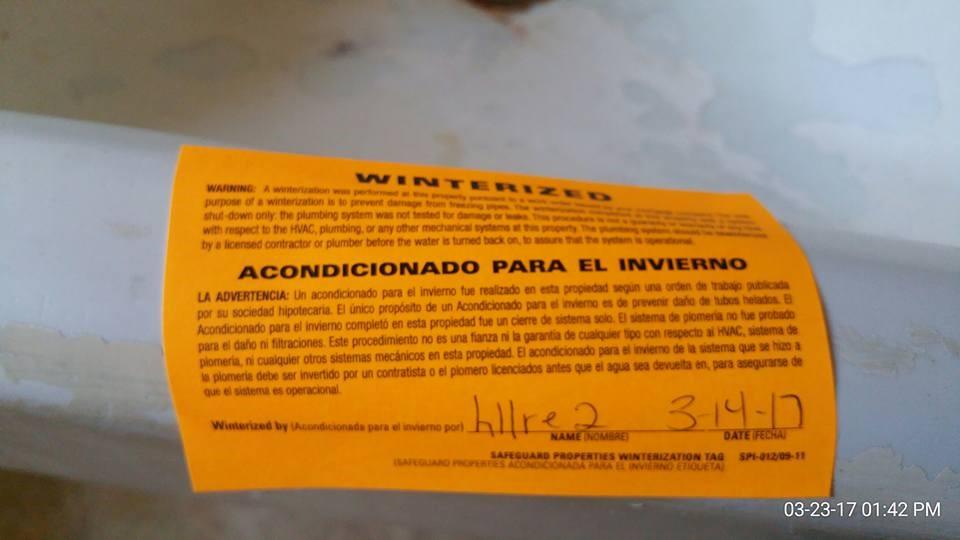 WINTERIZED
WARNING: A winterization was performed at this property pursuant to a work order
purpose of a winterization is to prevent damage from freezing pipes. The winterization
shut-down only: the plumbing system was not tested for damage or leaks. This procedure is not a
with respect to the HVAC, plumbing, or any other mechanical systems at this property. The plumbing system
by a licensed contractor or plumber before the water is turned back on, to assure that the system is operational.
ACONDICIONADO PARA EL INVIERNO
LA ADVERTENCIA: Un acondicionado para el invierno fue realizado en esta propiedad según una orden de trabajo publicada
por su sociedad hipotecaria. El único propósito de un Acondicionado para el invierno es de prevenir daño de tubos helados. El
Acondicionado para el invierno completó en esta propiedad fue un cierre de sistema solo. El sistema de plomería no fue probado
para el daño ni filtraciones. Este procedimiento no es una fianza ni la garantía de cualquier tipo con respecto al HVAC, sistema de
plomería, ni cualquier otros sistemas mecánicos en esta propiedad. El acondicionado para el invierno de la sistema que se hizo a
la plomería debe ser invertido por un contratista o el plomero licenciados antes que el agua sea devuelta en, para asegurarse de
que el sistema es operacional.
Winterized by (Acondicionada para el invierno por) hllre2 3-14-17
NAME (NOMBRE) DATE (FECHA)
SAFEGUARD PROPERTIES WINTERIZATION TAG SPI-012/09-11
(SAFEGUARD PROPERTIES ACONDICIONADA PARA EL INVIERNO ETIQUETA)
03-23-17 01:42 PM